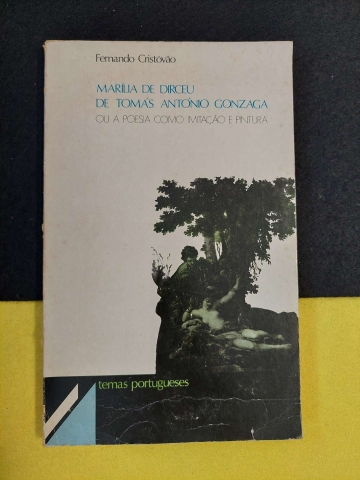 Fernando Cristóvão
MARÍLIA DE DIRCEU
DE TOMÁS ANTÓNIO GONZAGA
OU A POESIA COMO IMITAÇÃO E PINTURA
temas portugueses